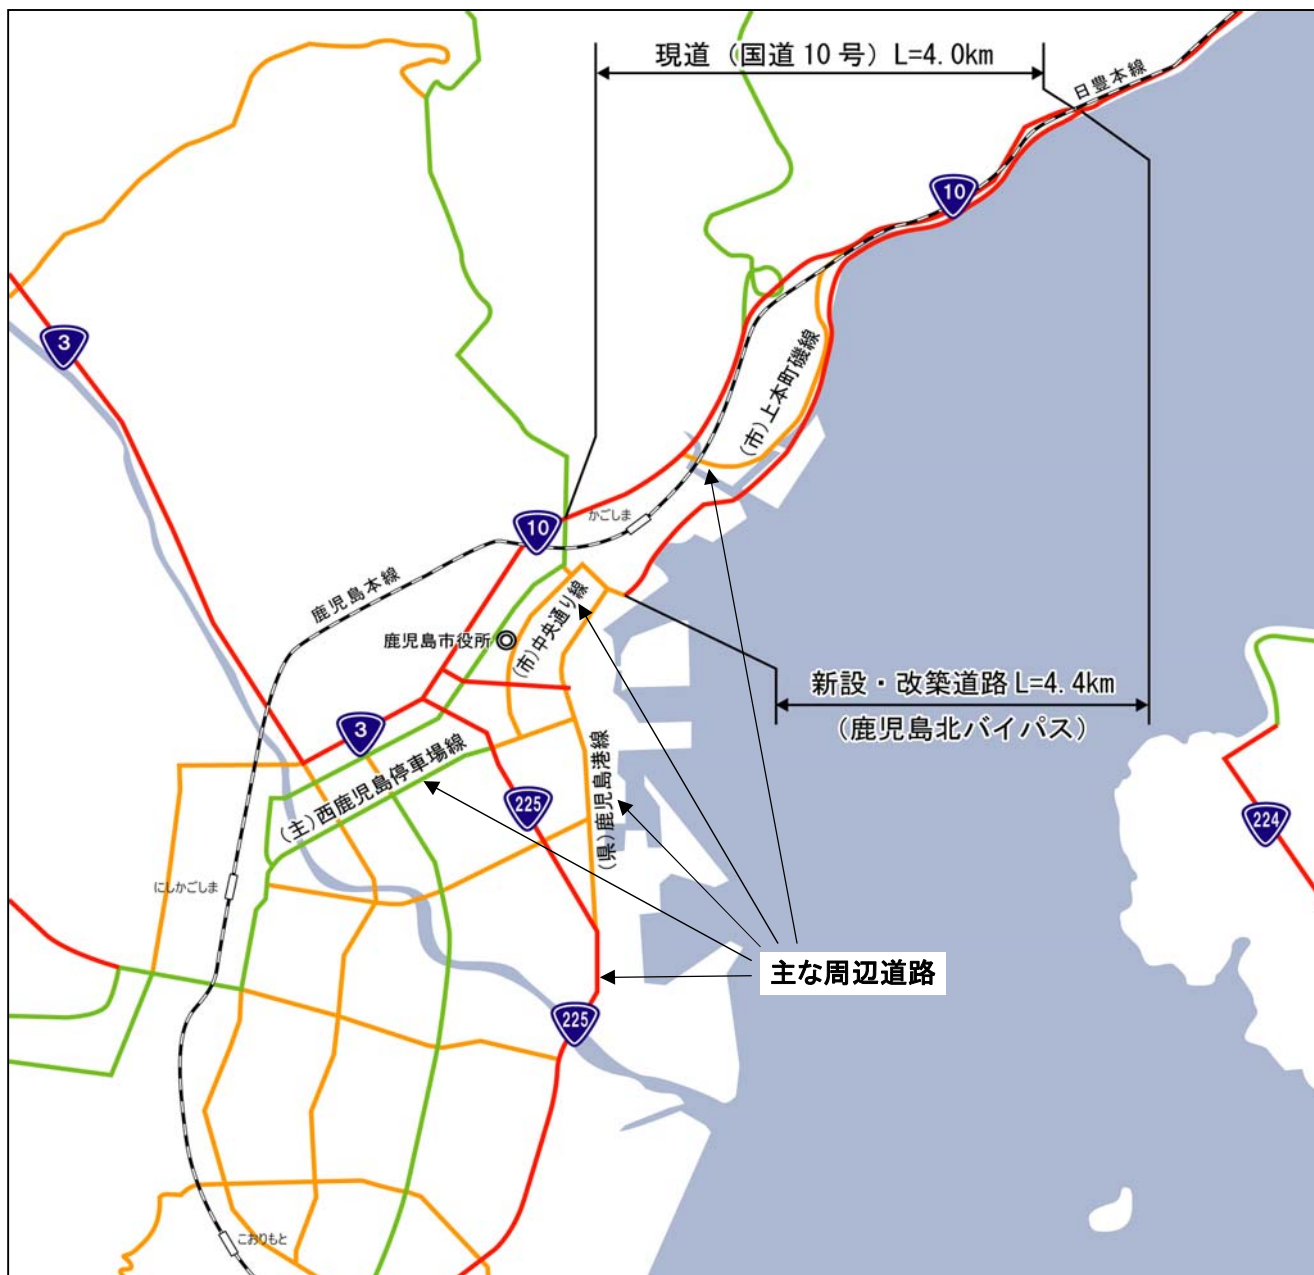 現道（国道10号）L=4.0km
日豊本線
10
3
(市)上本町磯線
10
かごしま
鹿児島本線
鹿児島市役所
(市)中央通り線
新設・改築道路L=4.4km
（鹿児島北バイパス）
3
(主)西鹿児島停車場線
225
(県)鹿児島港線
224
にしかごしま
主な周辺道路
225
こおりもと